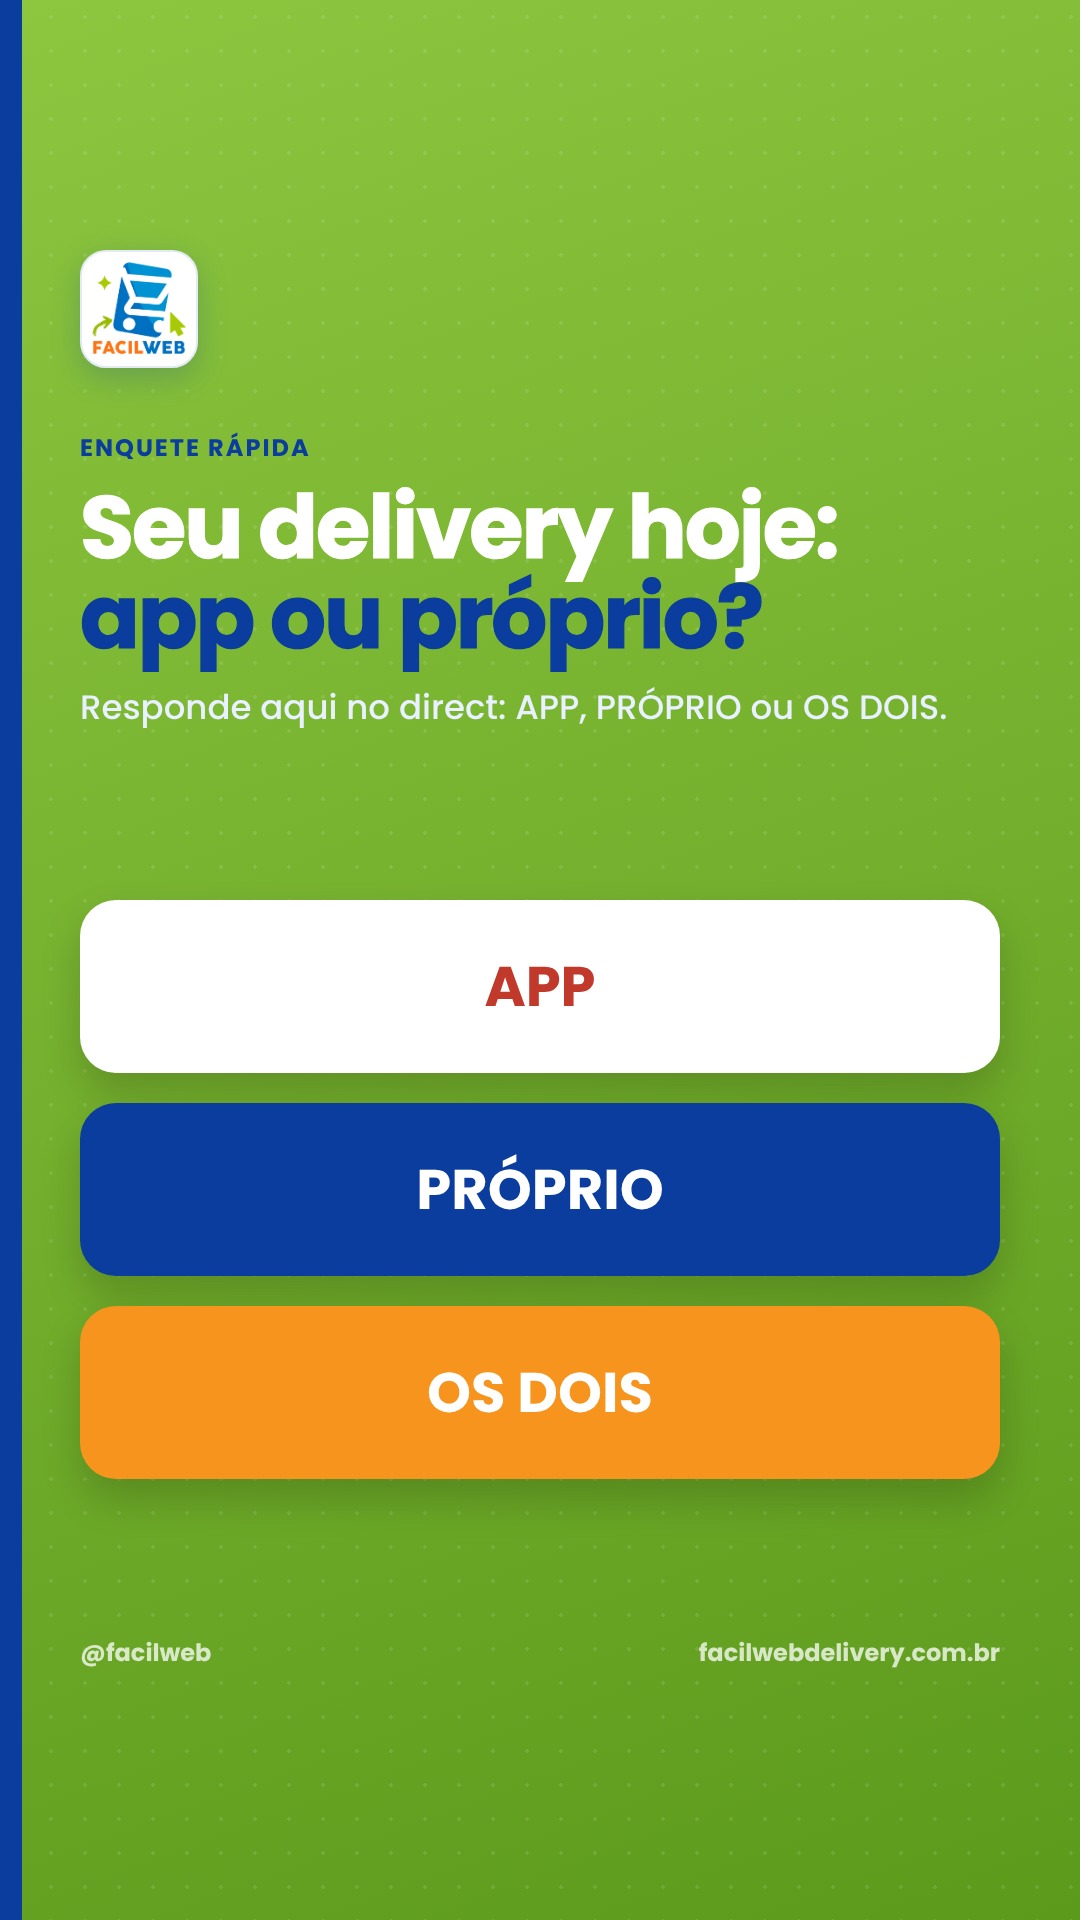 FACILWEB
ENQUETE RÁPIDA
Seu delivery hoje:
app ou próprio?
Responde aqui no direct: APP, PRÓPRIO ou OS DOIS.
APP
PRÓPRIO
OS DOIS
@facilweb
facilwebdelivery.com.br